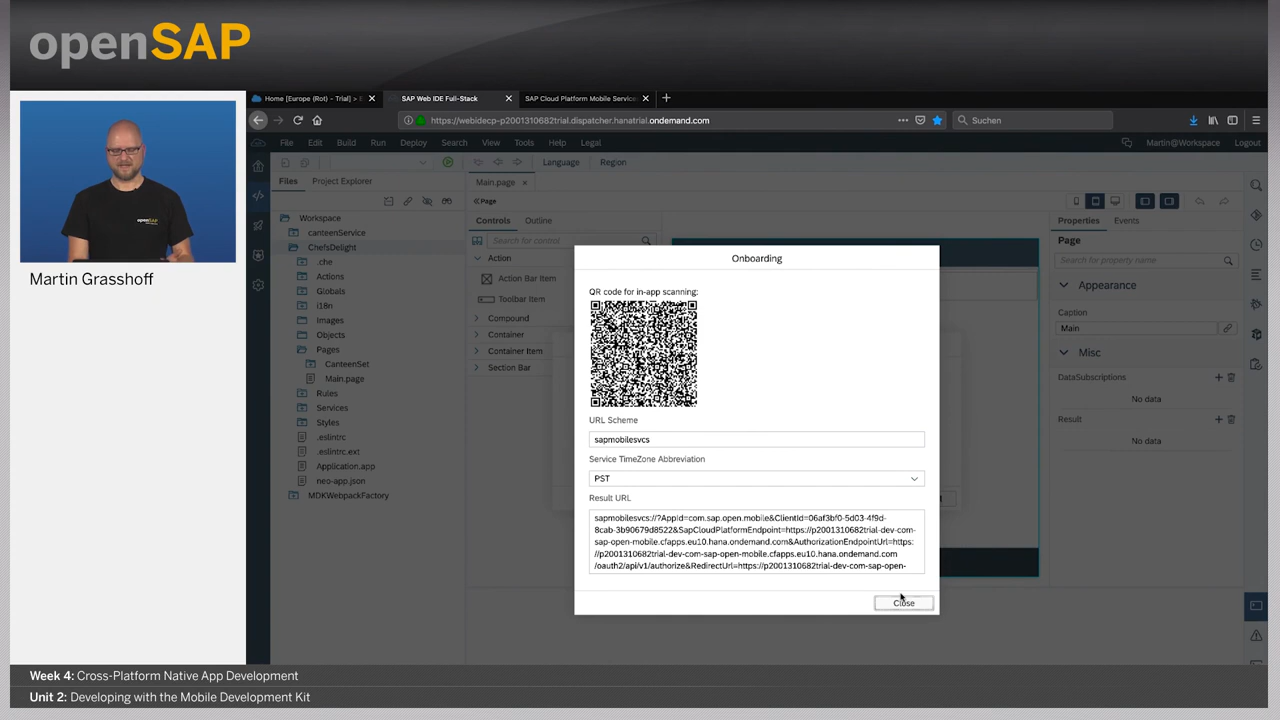 openSAP
Martin Grasshoff
Home [Europe (Rot) - Trial] >
SAP Web IDE Full-Stack
SAP Cloud Platform Mobile Service
https://webidecp-p2001310682trial.dispatcher.hanatrial.ondemand.com
Suchen
File Edit Build Run Deploy Search View Tools Help Legal
Martin@Workspace Logout
Language Region
Files Project Explorer
Main.page
<Page
Workspace
canteenService
ChefsDelight
.che
Actions
Globals
i18n
Images
Objects
Pages
CanteenSet
Main.page
Rules
Services
Styles
.eslintrc
.eslintrc.ext
Application.app
neo-app.json
MDKWebpackFactory
Controls Outline
Search for control
Action
Action Bar Item
Toolbar Item
Compound
Container
Container Item
Section Bar
Onboarding
QR code for in-app scanning:
URL Scheme
sapmobilesvcs
Service TimeZone Abbreviation
PST
Result URL
sapmobilesvcs://?AppId=com.sap.open.mobile&ClientId=06af3bf0-5d03-4f9d-
8cab-3b90679d8522&SapCloudPlatformEndpoint=https://p2001310682trial-dev-com-
sap-open-mobile.cfapps.eu10.hana.ondemand.com&AuthorizationEndpointUrl=https:
//p2001310682trial-dev-com-sap-open-mobile.cfapps.eu10.hana.ondemand.com
/oauth2/api/v1/authorize&RedirectUrl=https://p2001310682trial-dev-com-sap-open-
Close
Properties Events
Page
Search for property name
Appearance
Caption
Main
Misc
DataSubscriptions
No data
Result
No data
openSAP
Week 4: Cross-Platform Native App Development
Unit 2: Developing with the Mobile Development Kit